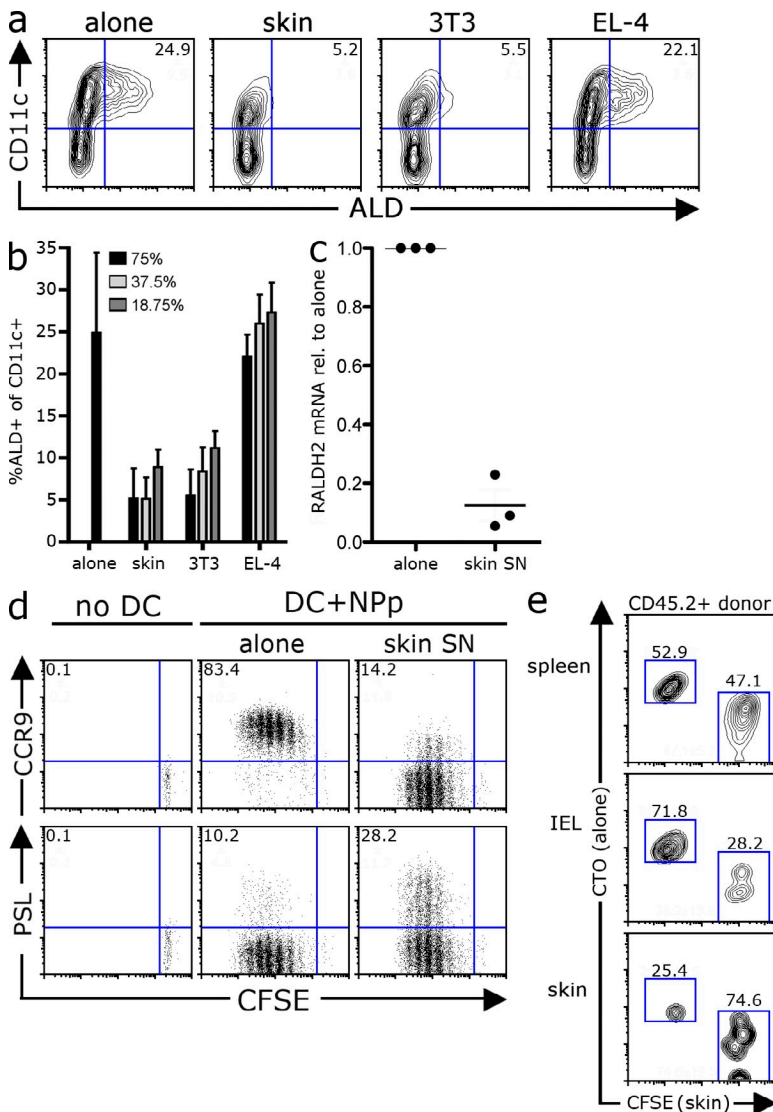 a
alone
skin
3T3
EL-4
24.9
5.2
5.5
22.1
CD11c
ALD
b
%ALD+ of CD11c+
35
30
25
20
15
10
5
0
75%
37.5%
18.75%
alone
skin
3T3
EL-4
c
RALDH2 mRNA rel. to alone
1.0
0.8
0.6
0.4
0.2
0.0
alone
skin SN
d
no DC
DC+NPp
alone
skin SN
0.1
83.4
14.2
CCR9
0.1
10.2
28.2
PSL
CFSE
e
CD45.2+ donor
spleen
52.9
47.1
IEL
71.8
28.2
skin
25.4
74.6
CTO (alone)
CFSE (skin)